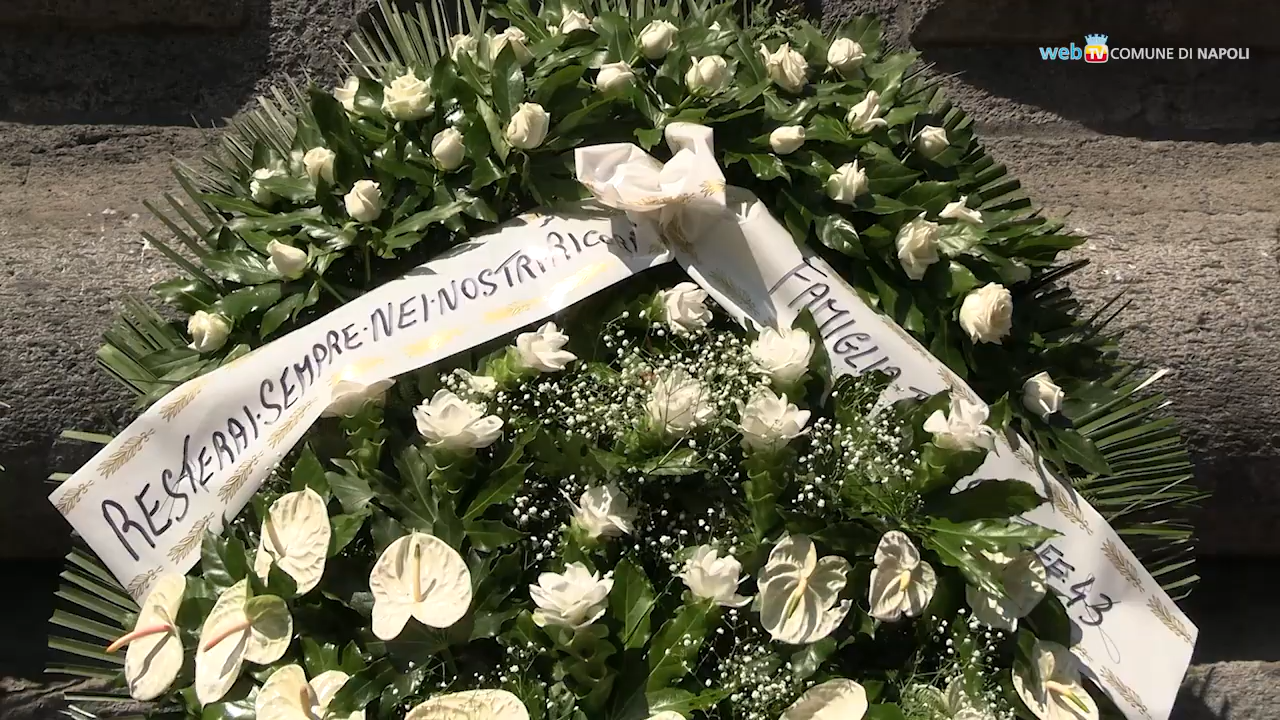 web TV COMUNE DI NAPOLI
RESTERAI·SEMPRE·NEI·NOSTRI·RICORDI
FAMIGLIA
43